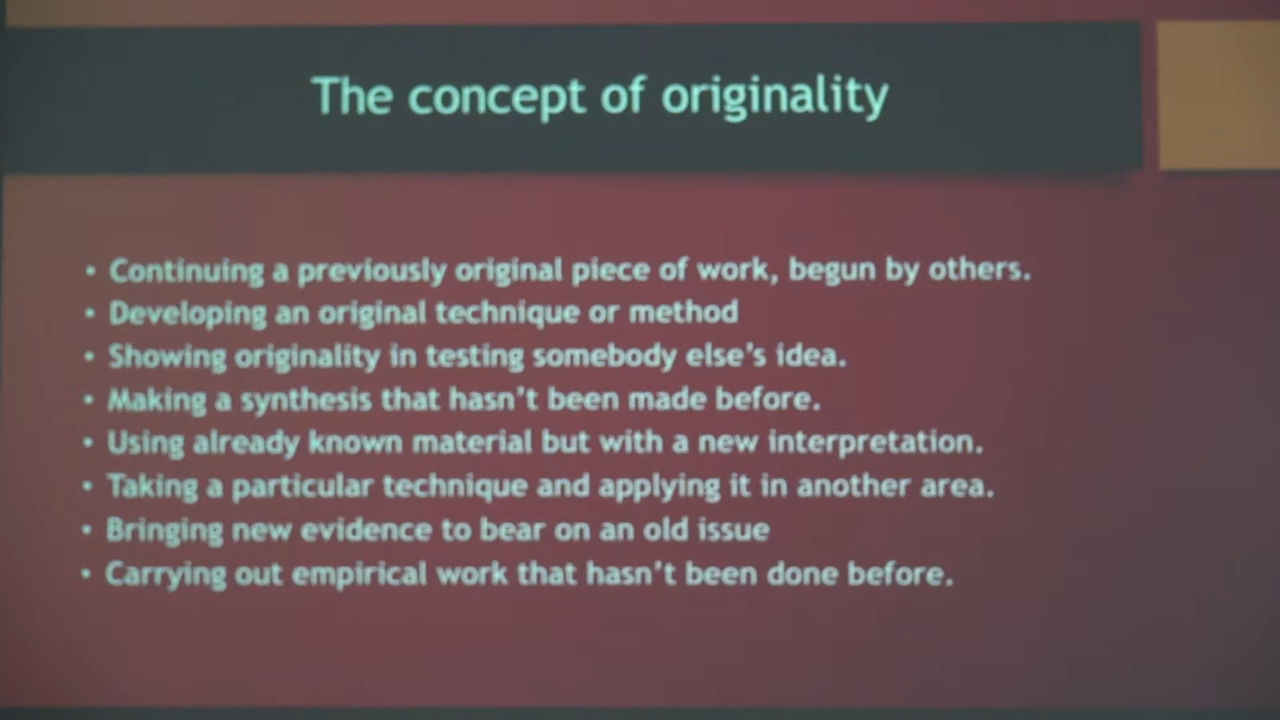 The concept of originality
• Continuing a previously original piece of work, begun by others.
• Developing an original technique or method
• Showing originality in testing somebody else's idea.
• Making a synthesis that hasn't been made before.
• Using already known material but with a new interpretation.
• Taking a particular technique and applying it in another area.
• Bringing new evidence to bear on an old issue
• Carrying out empirical work that hasn't been done before.